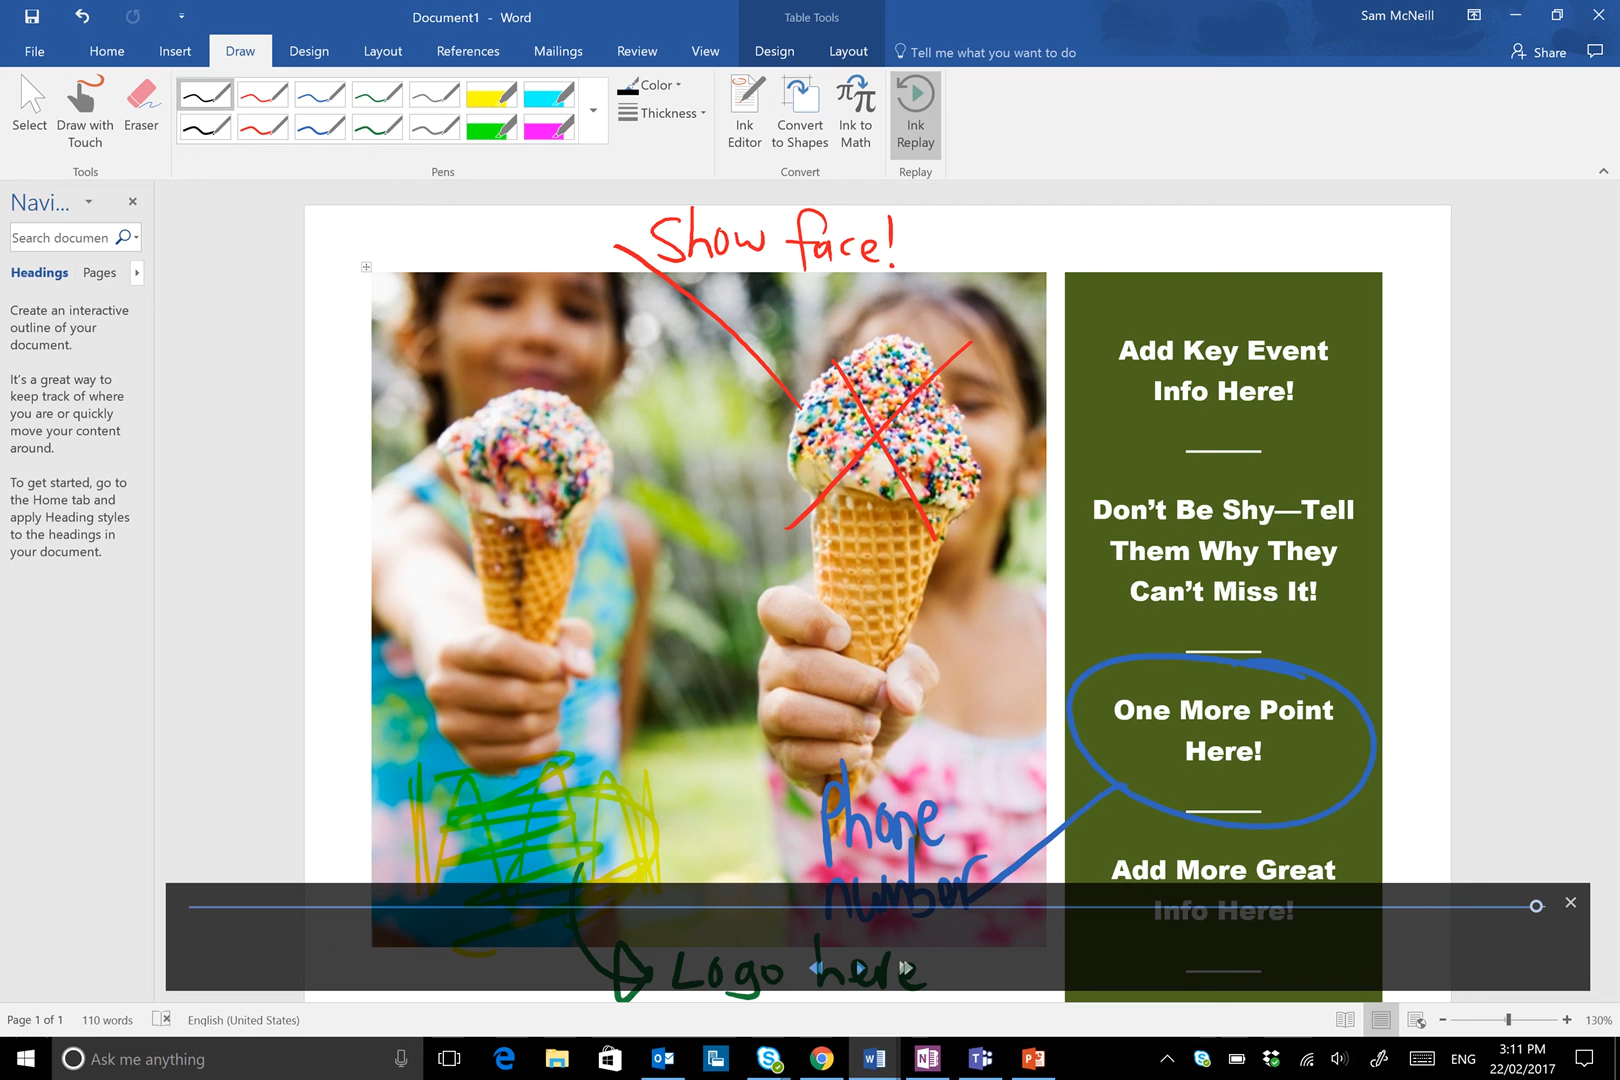 Document1 - Word
Table Tools
Sam McNeill
File
Home
Insert
Draw
Design
Layout
References
Mailings
Review
View
Design
Layout
Tell me what you want to do
Share
Select
Draw with
Touch
Eraser
Tools
Pens
Color
Thickness
Ink
Editor
Convert
to Shapes
Ink to
Math
Convert
Ink
Replay
Replay
Navi...
Search documen
Headings
Pages
Create an interactive
outline of your
document.
It's a great way to
keep track of where
you are or quickly
move your content
around.
To get started, go to
the Home tab and
apply Heading styles
to the headings in
your document.
Show face!
Add Key Event
Info Here!
Don't Be Shy—Tell
Them Why They
Can't Miss It!
One More Point
Here!
Phone
number
Add More Great
Info Here!
Logo here
Page 1 of 1
110 words
English (United States)
130%
Ask me anything
ENG
3:11 PM
22/02/2017